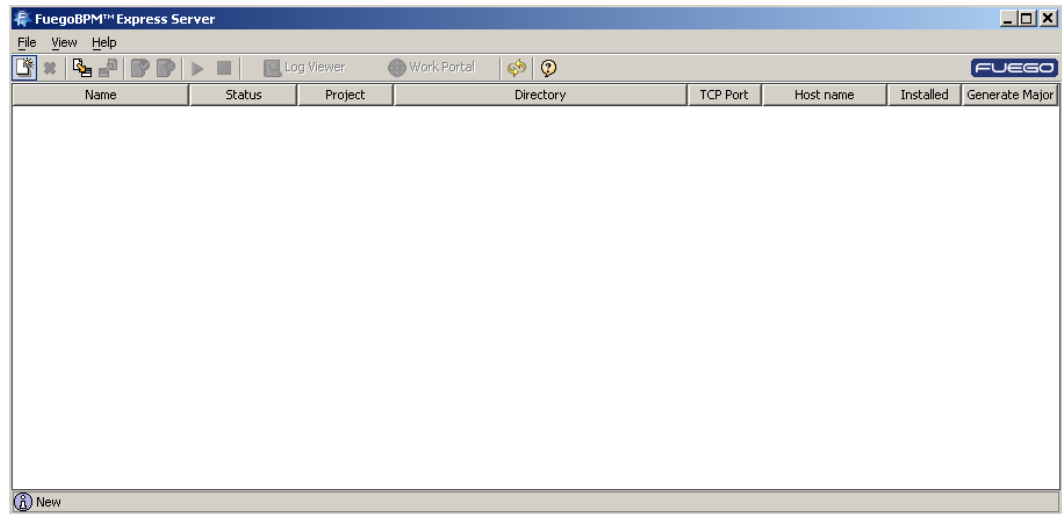 FuegoBPM™ Express Server
File View Help
Log Viewer Work Portal FUEGO
Name Status Project Directory TCP Port Host name Installed Generate Major
New